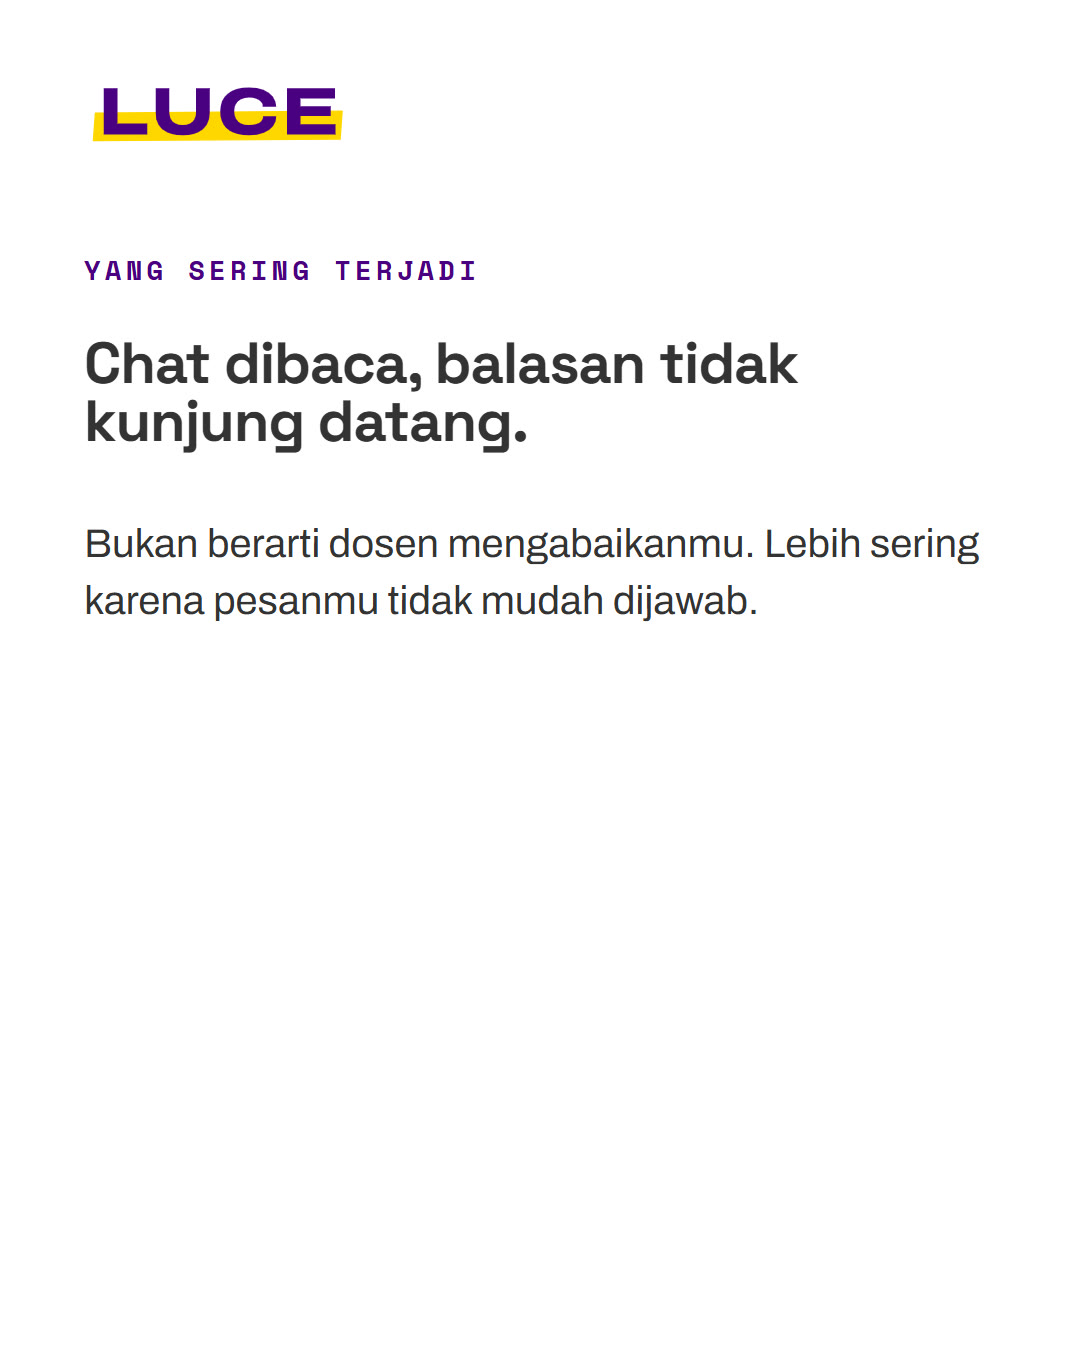 LUCE
YANG SERING TERJADI
Chat dibaca, balasan tidak
kunjung datang.
Bukan berarti dosen mengabaikanmu. Lebih sering
karena pesanmu tidak mudah dijawab.